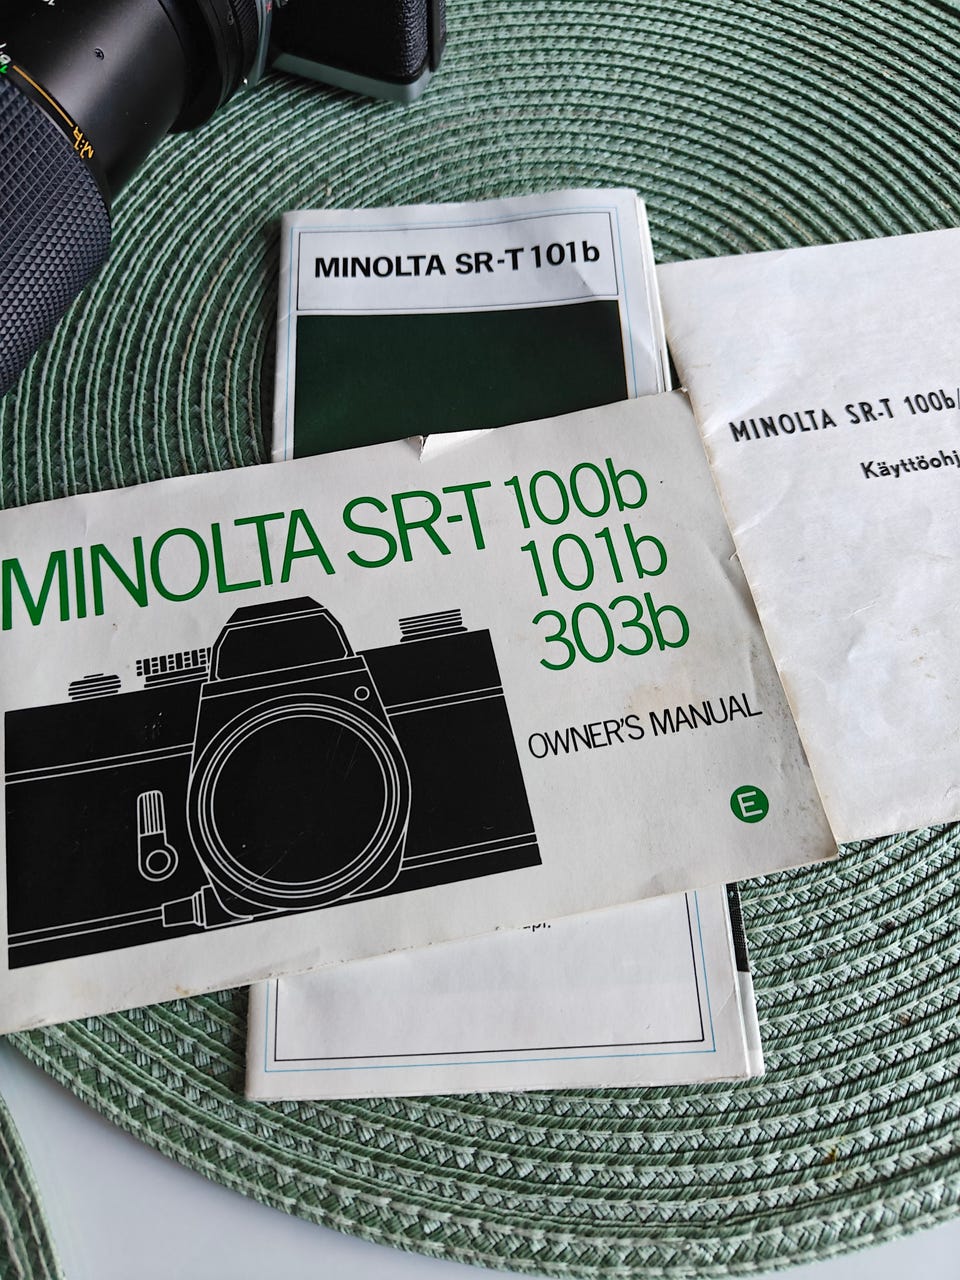 MINOLTA SR-T 101b
MINOLTA SR-T 100b/
Käyttöohj
MINOLTA SR-T 100b
101b
303b
OWNER'S MANUAL
E